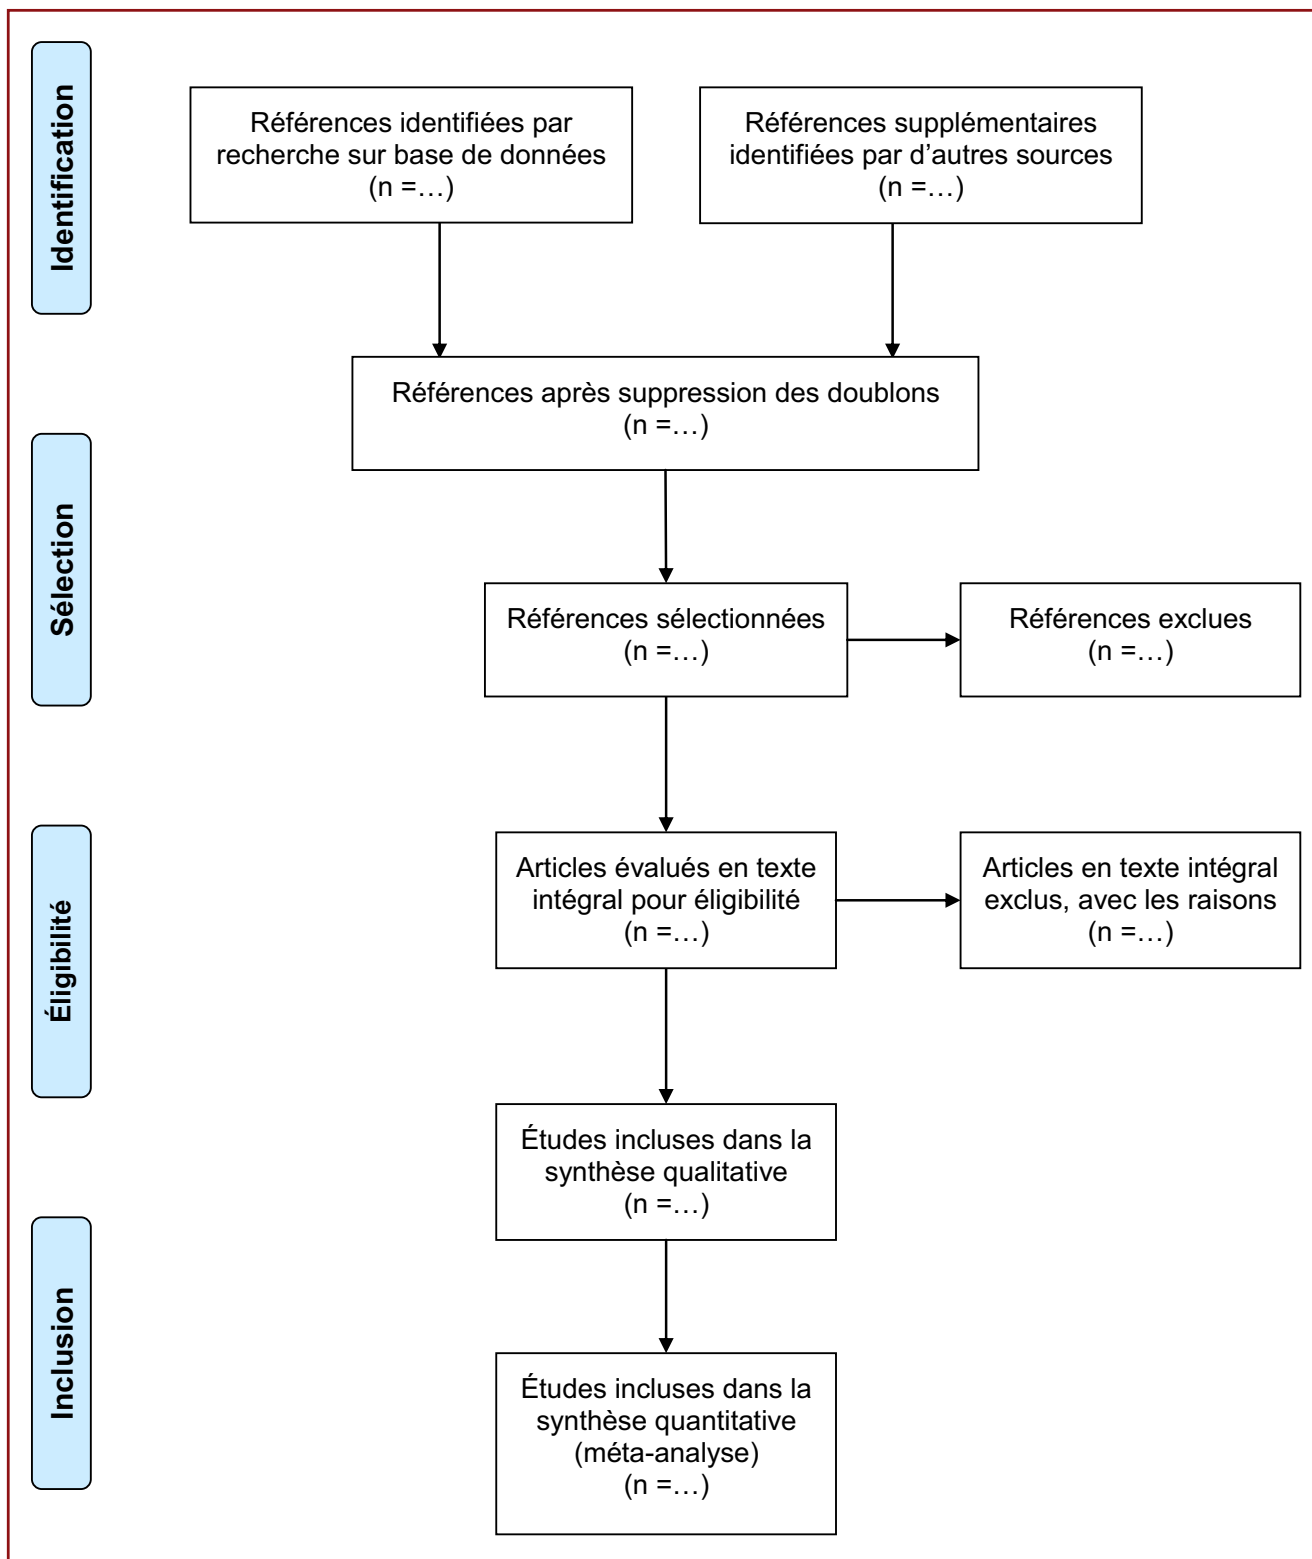 Identification
Références identifiées par
recherche sur base de données
(n =…)
Références supplémentaires
identifiées par d’autres sources
(n =…)
Références après suppression des doublons
(n =…)
Sélection
Références sélectionnées
(n =…)
Références exclues
(n =…)
Éligibilité
Articles évalués en texte
intégral pour éligibilité
(n =…)
Articles en texte intégral
exclus, avec les raisons
(n =…)
Études incluses dans la
synthèse qualitative
(n =…)
Inclusion
Études incluses dans la
synthèse quantitative
(méta-analyse)
(n =…)